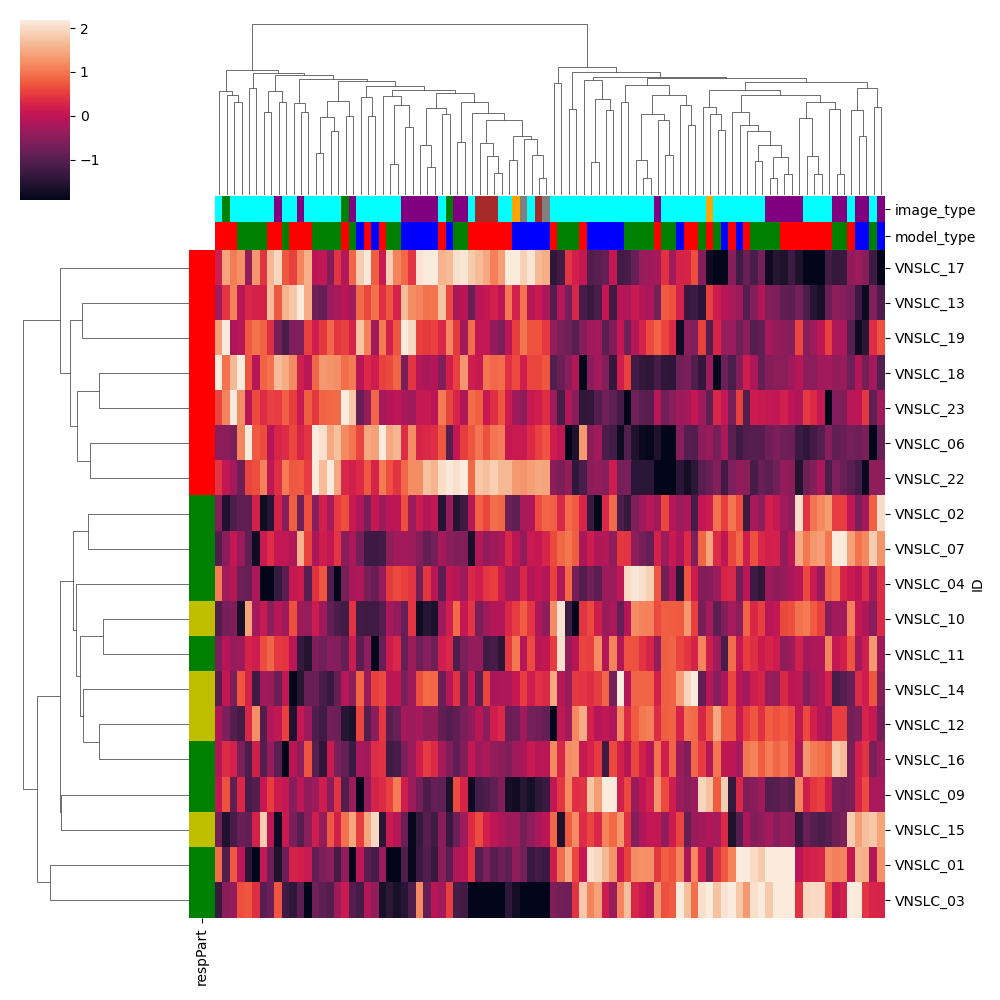 2
1
0
−1
image_type
model_type
VNSLC_17
VNSLC_13
VNSLC_19
VNSLC_18
VNSLC_23
VNSLC_06
VNSLC_22
VNSLC_02
VNSLC_07
VNSLC_04
VNSLC_10
VNSLC_11
VNSLC_14
VNSLC_12
VNSLC_16
VNSLC_09
VNSLC_15
VNSLC_01
VNSLC_03
ID
respPart